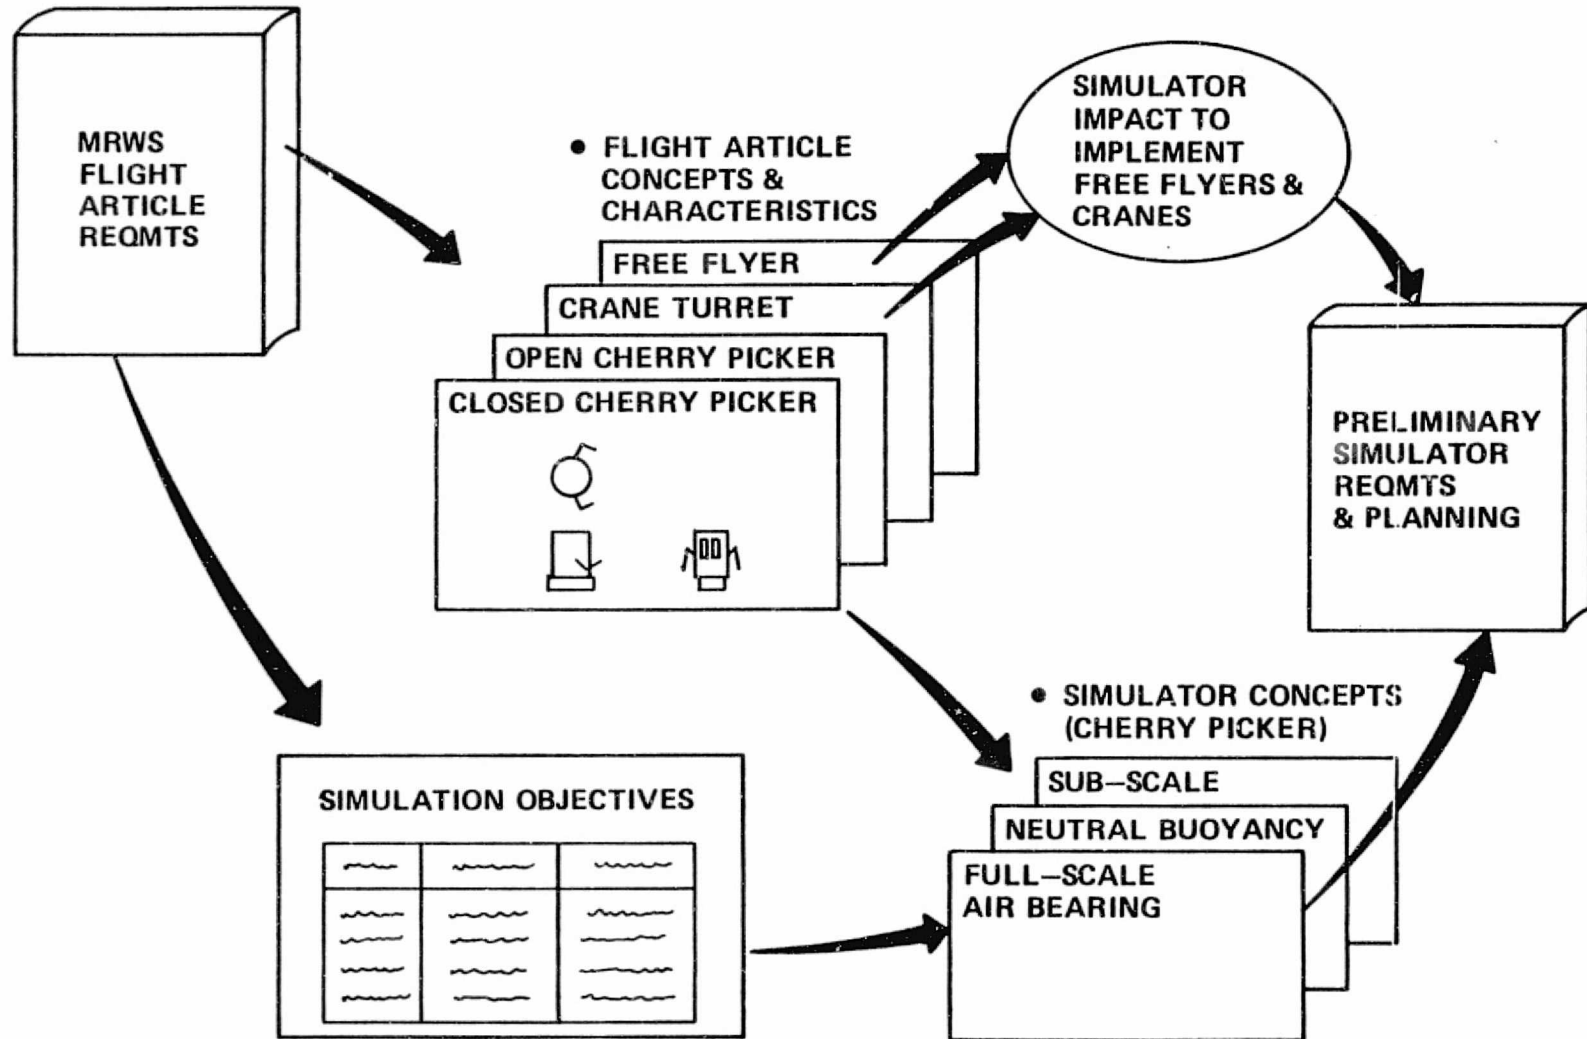 MRWS
FLIGHT
ARTICLE
REQMTS
• FLIGHT ARTICLE
CONCEPTS &
CHARACTERISTICS
FREE FLYER
CRANE TURRET
OPEN CHERRY PICKER
CLOSED CHERRY PICKER
SIMULATOR
IMPACT TO
IMPLEMENT
FREE FLYERS &
CRANES
PRELIMINARY
SIMULATOR
REQMTS
& PLANNING
SIMULATION OBJECTIVES
• SIMULATOR CONCEPTS
(CHERRY PICKER)
SUB–SCALE
NEUTRAL BUOYANCY
FULL–SCALE
AIR BEARING